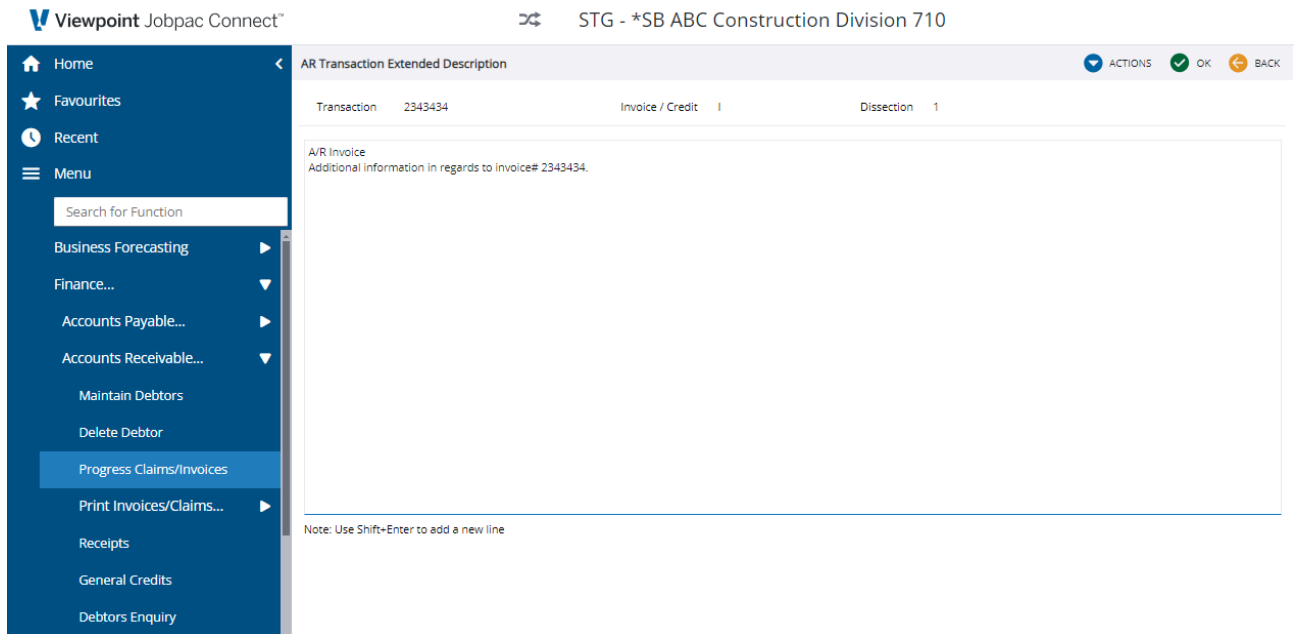 Viewpoint Jobpac Connect™
STG - *SB ABC Construction Division 710
Home
Favourites
Recent
Menu
Search for Function
Business Forecasting
Finance...
Accounts Payable...
Accounts Receivable...
Maintain Debtors
Delete Debtor
Progress Claims/Invoices
Print Invoices/Claims...
Receipts
General Credits
Debtors Enquiry
AR Transaction Extended Description
ACTIONS OK BACK
Transaction 2343434 Invoice / Credit I Dissection 1
A/R Invoice
Additional information in regards to invoice# 2343434.
Note: Use Shift+Enter to add a new line